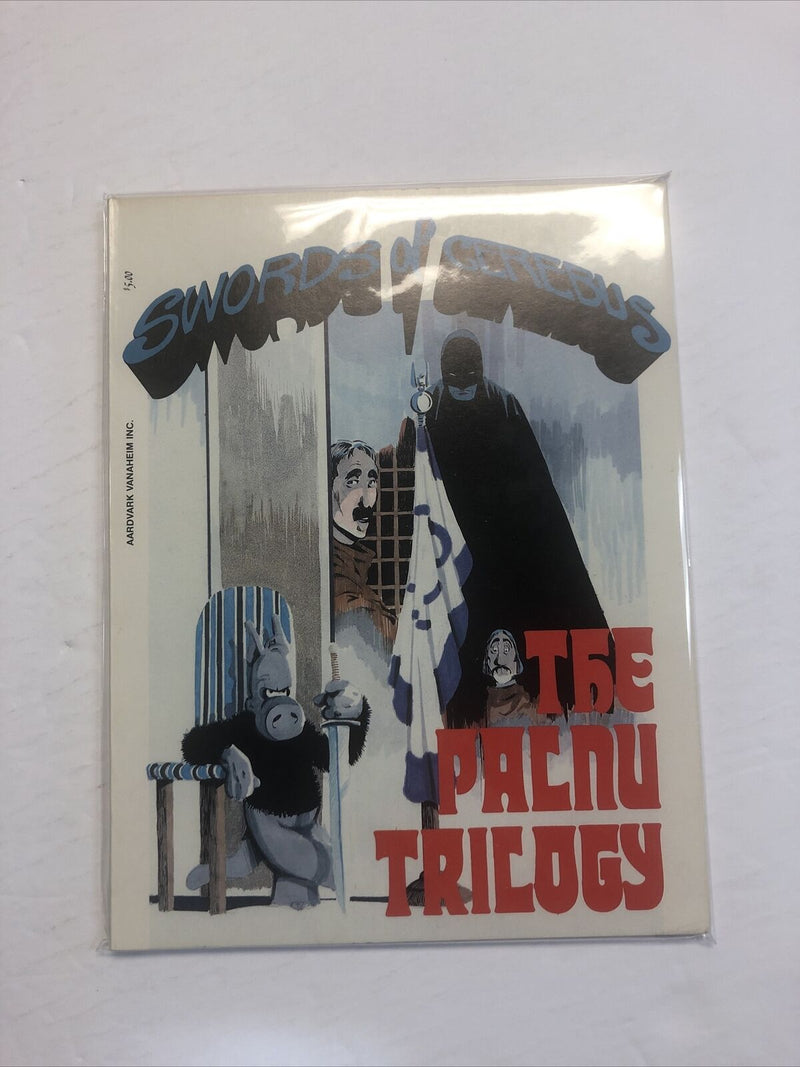 $5.00
SWORDS of CEREBUS
AARDVARK VANAHEIM INC.
THE
PALNU
TRILOGY